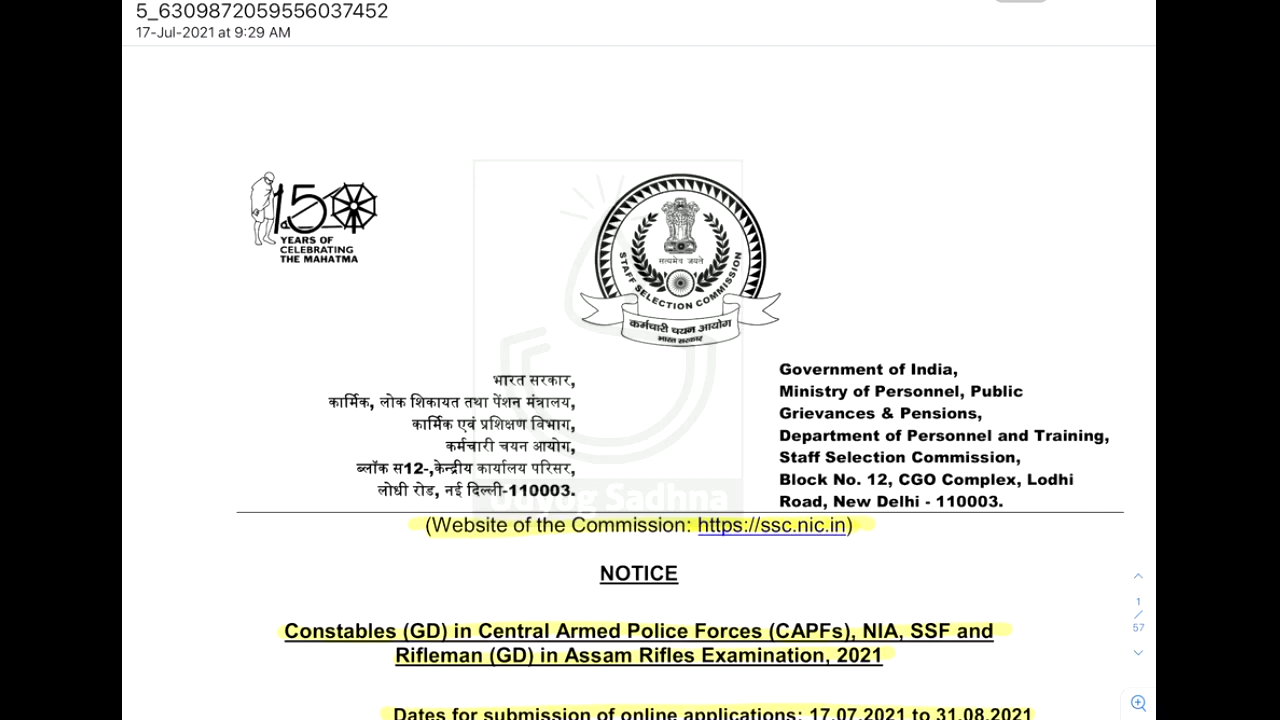 5_6309872059556037452
17-Jul-2021 at 9:29 AM
150
YEARS OF
CELEBRATING
THE MAHATMA
सत्यमेव जयते
STAFF SELECTION COMMISSION
कर्मचारी चयन आयोग
भारत सरकार
भारत सरकार,
कार्मिक, लोक शिकायत तथा पेंशन मंत्रालय,
कार्मिक एवं प्रशिक्षण विभाग,
कर्मचारी चयन आयोग,
ब्लॉक स12-,केन्द्रीय कार्यालय परिसर,
लोधी रोड, नई दिल्ली-110003.
Government of India,
Ministry of Personnel, Public
Grievances & Pensions,
Department of Personnel and Training,
Staff Selection Commission,
Block No. 12, CGO Complex, Lodhi
Road, New Delhi - 110003.
Udyog Sadhna
(Website of the Commission: https://ssc.nic.in)
NOTICE
Constables (GD) in Central Armed Police Forces (CAPFs), NIA, SSF and
Rifleman (GD) in Assam Rifles Examination, 2021
Dates for submission of online applications: 17.07.2021 to 31.08.2021
1
/
57